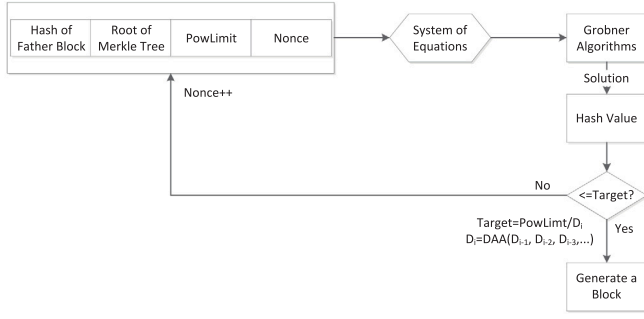 Hash of
Father Block
Root of
Merkle Tree
PowLimit
Nonce
System of
Equations
Grobner
Algorithms
Solution
Nonce++
Hash Value
No
<=Target?
Target=PowLimt/Dᵢ
Dᵢ=DAA(Dᵢ₋₁, Dᵢ₋₂, Dᵢ₋₃,...)
Yes
Generate a
Block